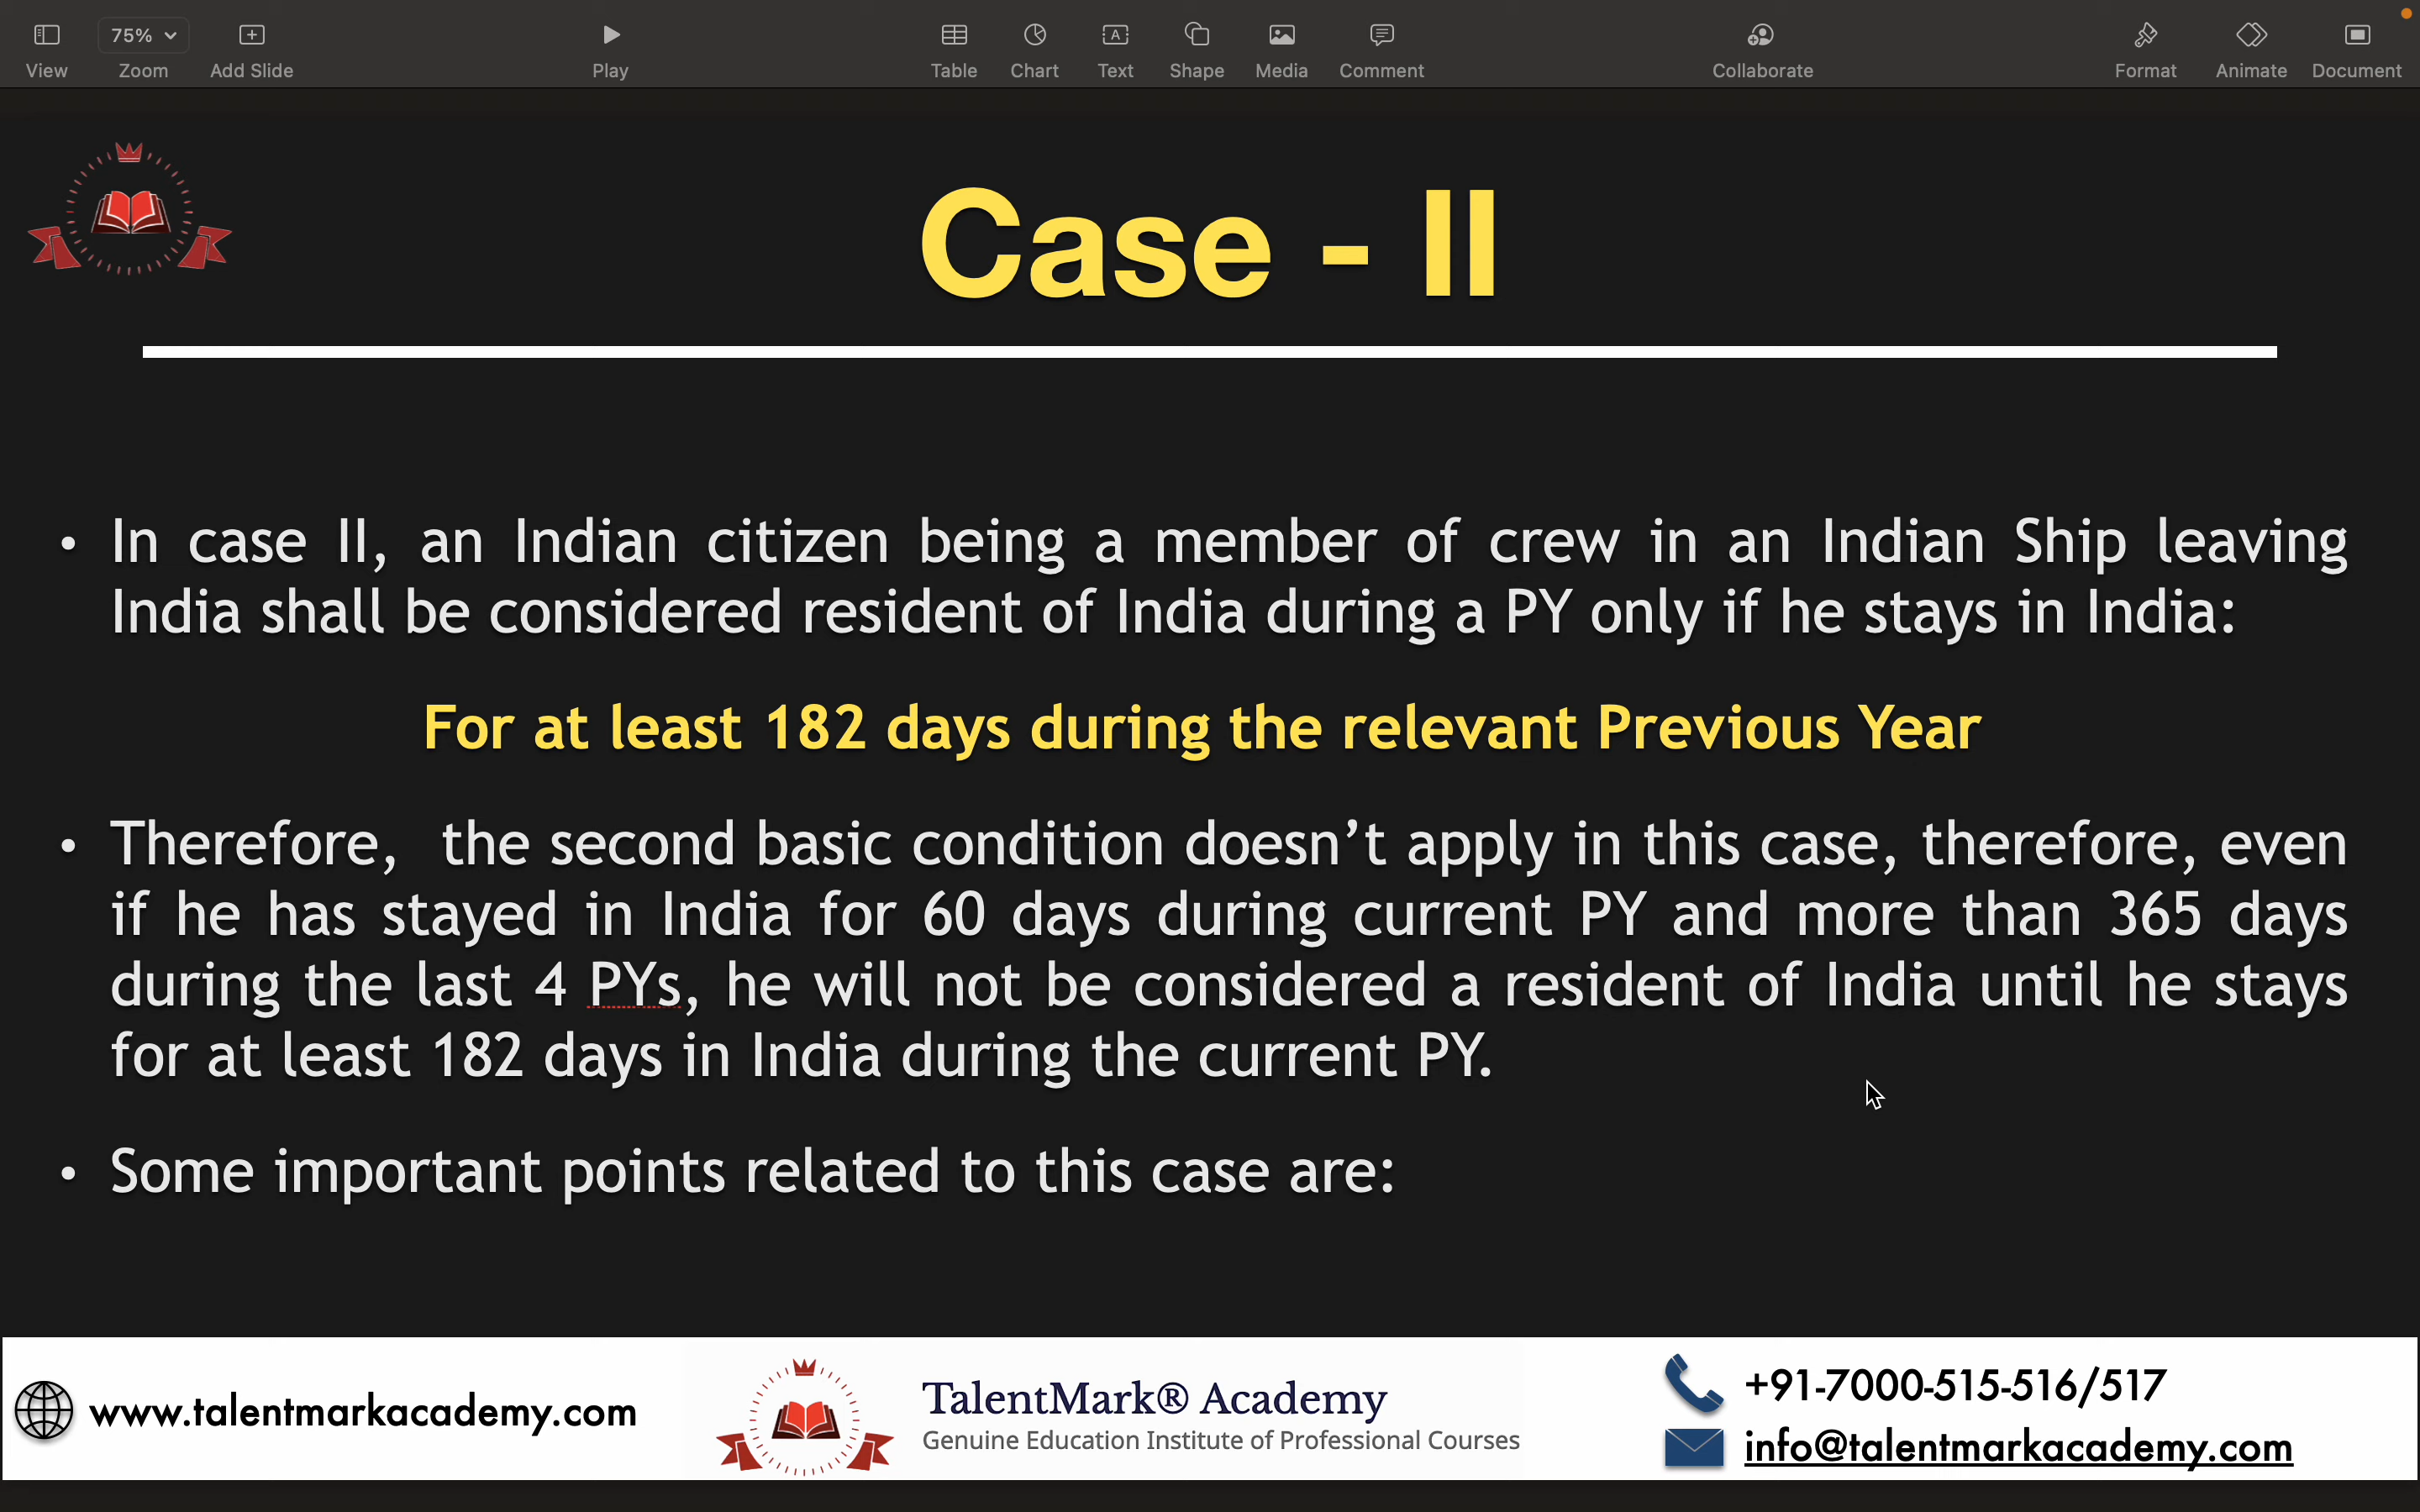 View
75%
Zoom
Add Slide
Play
Table
Chart
Text
Shape
Media
Comment
Collaborate
Format
Animate
Document
Case - II
• In case II, an Indian citizen being a member of crew in an Indian Ship leaving
India shall be considered resident of India during a PY only if he stays in India:
For at least 182 days during the relevant Previous Year
• Therefore, the second basic condition doesn’t apply in this case, therefore, even
if he has stayed in India for 60 days during current PY and more than 365 days
during the last 4 PYs, he will not be considered a resident of India until he stays
for at least 182 days in India during the current PY.
• Some important points related to this case are:
www.talentmarkacademy.com
TalentMark® Academy
Genuine Education Institute of Professional Courses
+91-7000-515-516/517
info@talentmarkacademy.com